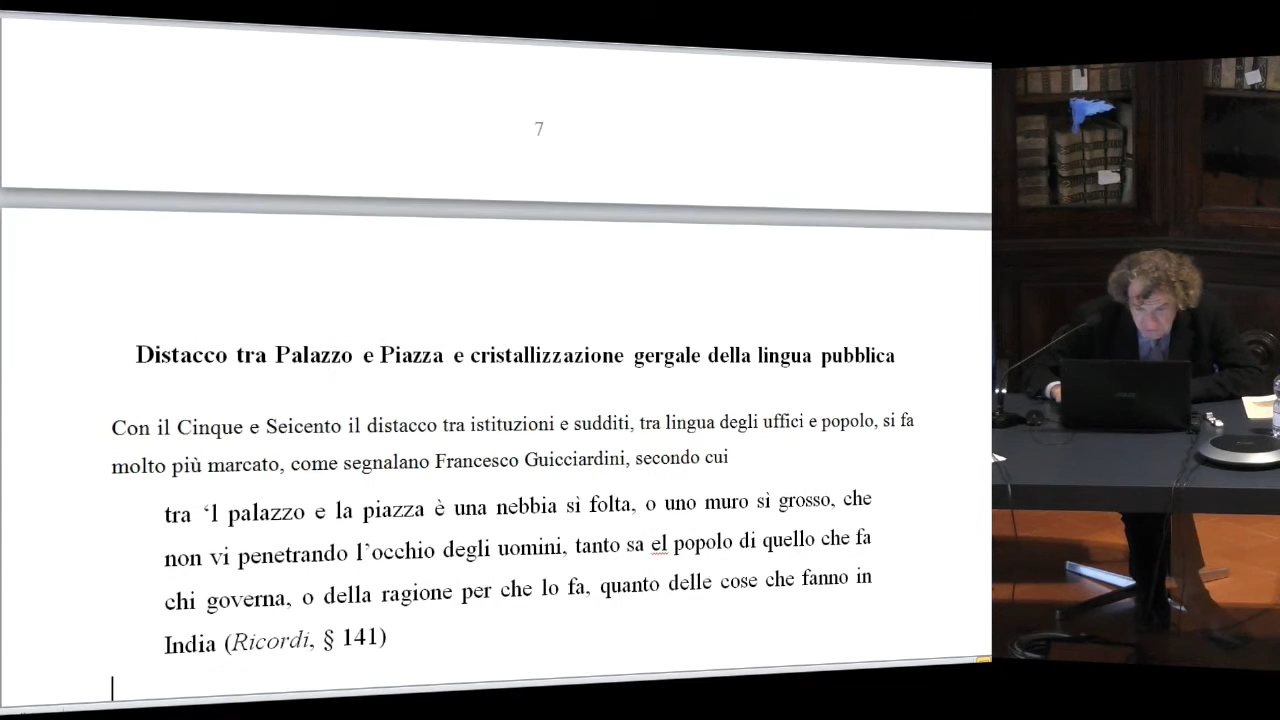 7
Distacco tra Palazzo e Piazza e cristallizzazione gergale della lingua pubblica
Con il Cinque e Seicento il distacco tra istituzioni e sudditi, tra lingua degli uffici e popolo, si fa
molto più marcato, come segnalano Francesco Guicciardini, secondo cui
tra ‘l palazzo e la piazza è una nebbia sì folta, o uno muro sì grosso, che
non vi penetrando l’occhio degli uomini, tanto sa el popolo di quello che fa
chi governa, o della ragione per che lo fa, quanto delle cose che fanno in
India (Ricordi, § 141)